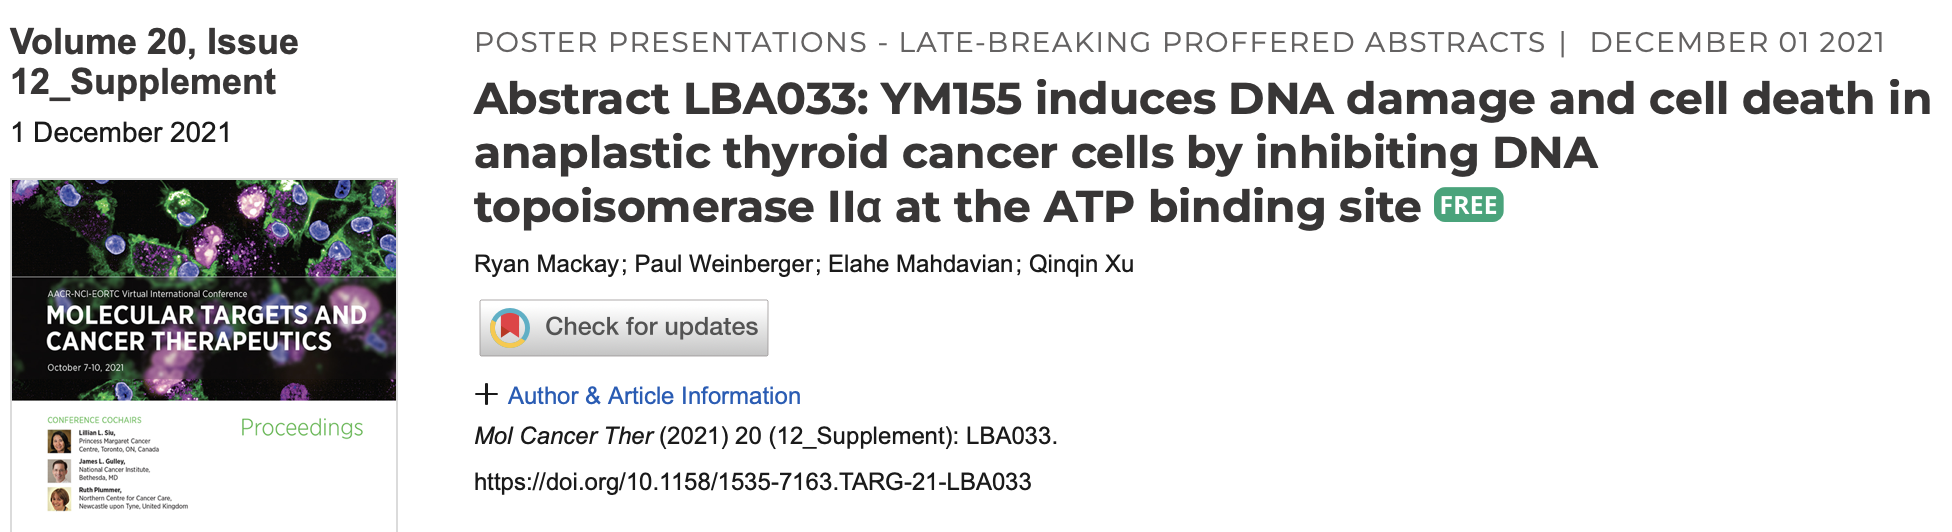 Volume 20, Issue
12_Supplement
1 December 2021
AACR-NCI-EORTC Virtual International Conference
MOLECULAR TARGETS AND
CANCER THERAPEUTICS
October 7-10, 2021
CONFERENCE COCHAIRS
Proceedings
Lillian L. Siu,
Princess Margaret Cancer
Centre, Toronto, ON, Canada
James L. Gulley,
National Cancer Institute,
Bethesda, MD
Ruth Plummer,
Northern Centre for Cancer Care,
Newcastle upon Tyne, United Kingdom
POSTER PRESENTATIONS - LATE-BREAKING PROFFERED ABSTRACTS | DECEMBER 01 2021
Abstract LBA033: YM155 induces DNA damage and cell death in
anaplastic thyroid cancer cells by inhibiting DNA
topoisomerase IIα at the ATP binding site FREE
Ryan Mackay; Paul Weinberger; Elahe Mahdavian; Qinqin Xu
Check for updates
+ Author & Article Information
Mol Cancer Ther (2021) 20 (12_Supplement): LBA033.
https://doi.org/10.1158/1535-7163.TARG-21-LBA033